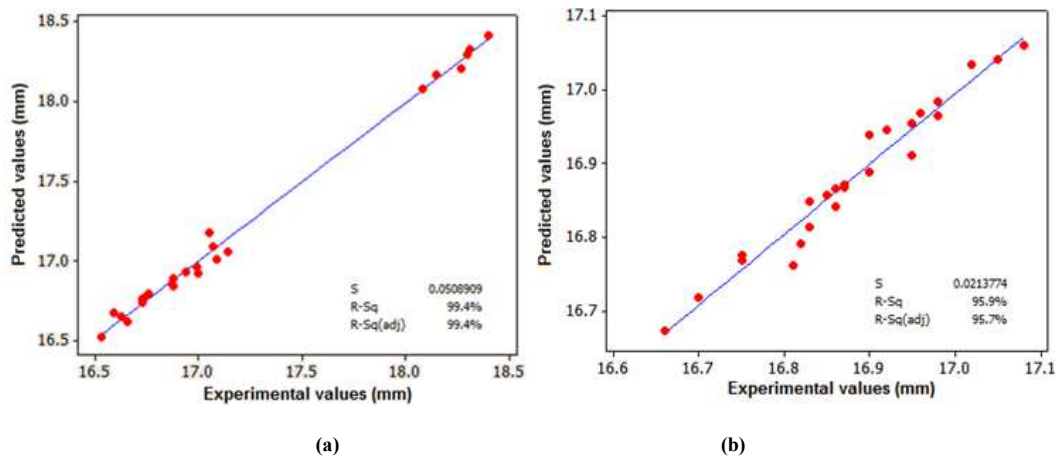 18.5
18.0
17.5
17.0
16.5
Predicted values (mm)
S 0.0508909
R-Sq 99.4%
R-Sq(adj) 99.4%
16.5 17.0 17.5 18.0 18.5
Experimental values (mm)
(a)
17.1
17.0
16.9
16.8
16.7
Predicted values (mm)
S 0.0213774
R-Sq 95.9%
R-Sq(adj) 95.7%
16.6 16.7 16.8 16.9 17.0 17.1
Experimental values (mm)
(b)